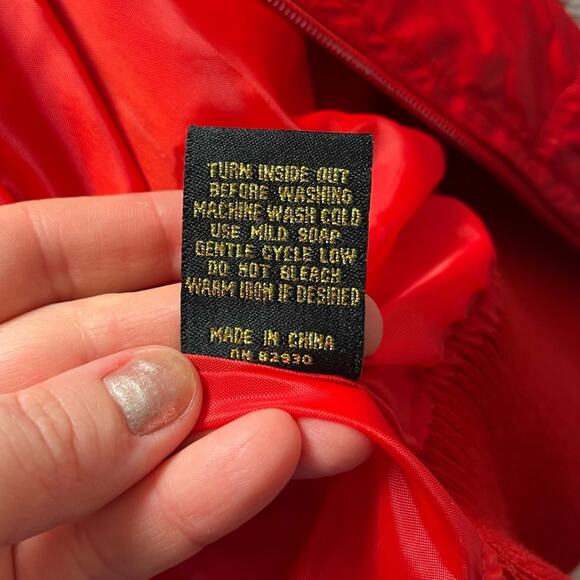 TURN INSIDE OUT
BEFORE WASHING
MACHINE WASH COLD
USE MILD SOAP
GENTLE CYCLE LOW
DO NOT BLEACH
WARM IRON IF DESIRED
MADE IN CHINA
RN 82930